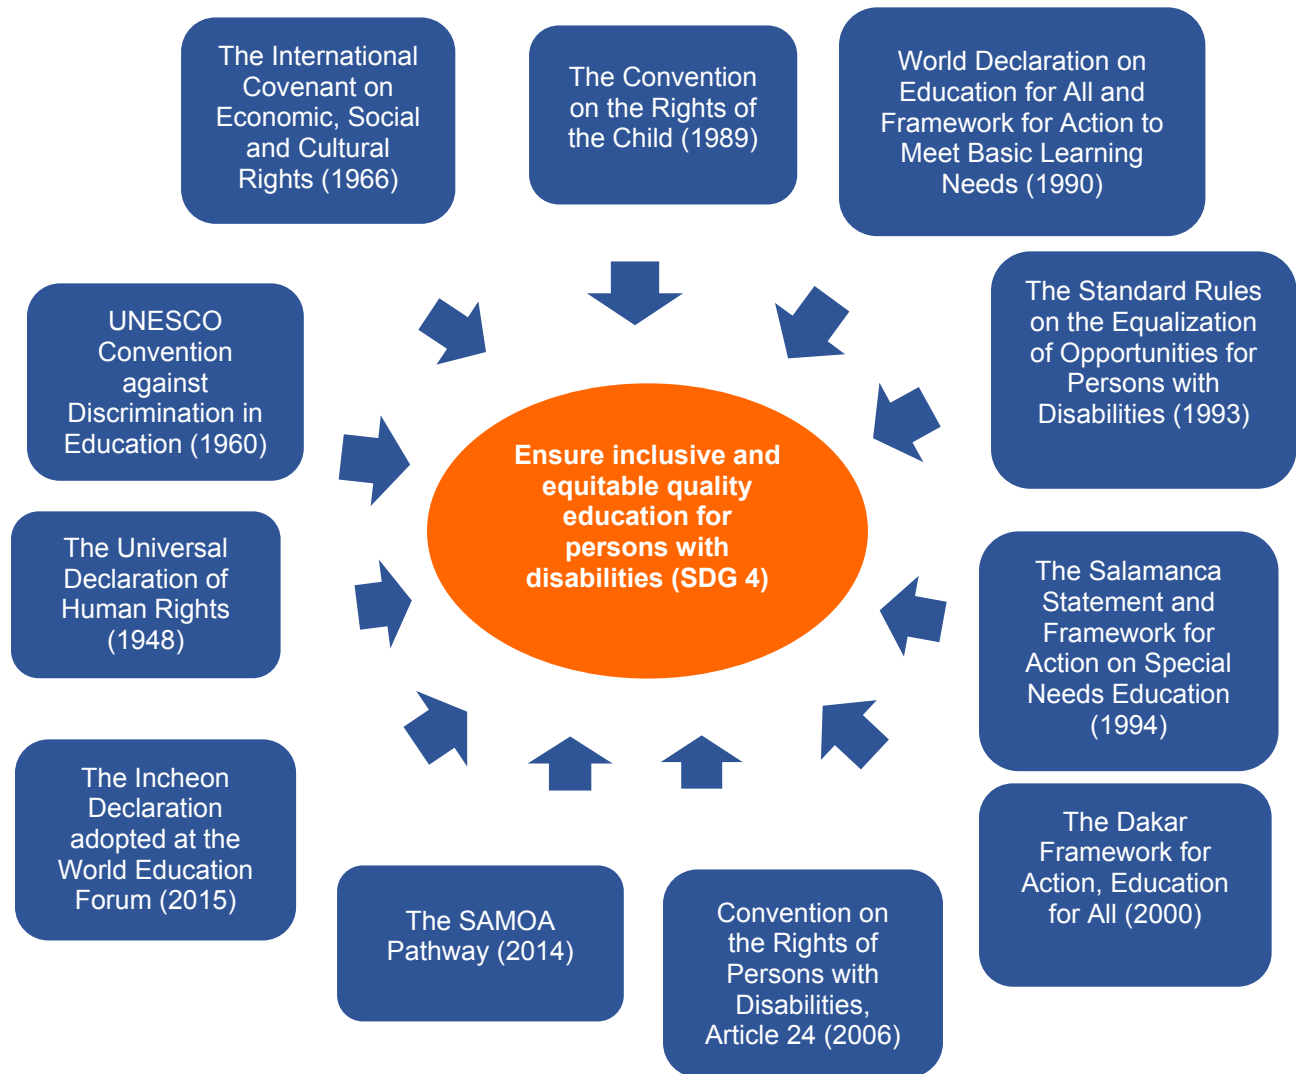 The International
Covenant on
Economic, Social
and Cultural
Rights (1966)
The Convention
on the Rights of
the Child (1989)
World Declaration on
Education for All and
Framework for Action to
Meet Basic Learning
Needs (1990)
UNESCO
Convention
against
Discrimination in
Education (1960)
The Standard Rules
on the Equalization
of Opportunities for
Persons with
Disabilities (1993)
Ensure inclusive and
equitable quality
education for
persons with
disabilities (SDG 4)
The Universal
Declaration of
Human Rights
(1948)
The Salamanca
Statement and
Framework for
Action on Special
Needs Education
(1994)
The Incheon
Declaration
adopted at the
World Education
Forum (2015)
The SAMOA
Pathway (2014)
Convention on
the Rights of
Persons with
Disabilities,
Article 24 (2006)
The Dakar
Framework for
Action, Education
for All (2000)